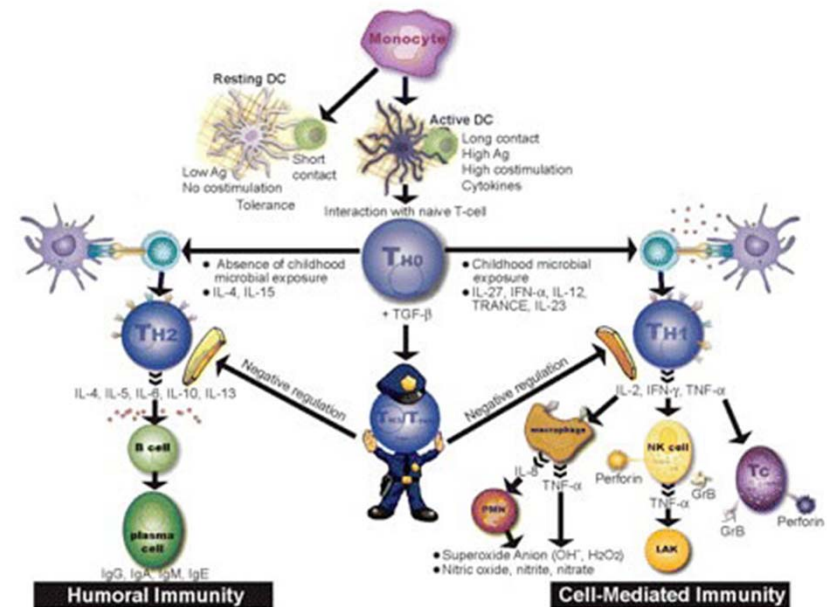 Monocyte
Resting DC
Low Ag
No costimulation
Tolerance
Short
contact
Active DC
Long contact
High Ag
High costimulation
Cytokines
Interaction with naive T-cell
TH0
● Absence of childhood
microbial exposure
● IL-4, IL-15
● Childhood microbial
exposure
● IL-27, IFN-α, IL-12,
TRANCE, IL-23
+ TGF-β
TH2
TH1
Negative regulation
Negative regulation
IL-4, IL-5, IL-6, IL-10, IL-13
IL-2, IFN-γ, TNF-α
B cell
plasma
cell
IgG, IgA, IgM, IgE
macrophage
IL-8
TNF-α
PMN
● Superoxide Anion (OH⁻, H₂O₂)
● Nitric oxide, nitrite, nitrate
NK cell
Perforin
GrB
TNF-α
LAK
Tc
GrB
Perforin
Humoral Immunity
Cell-Mediated Immunity